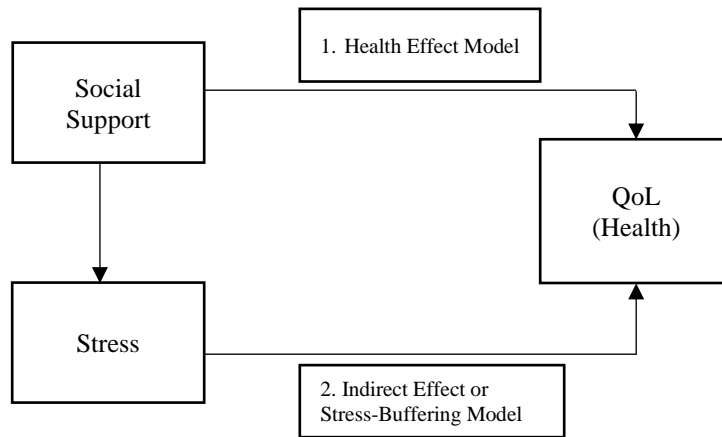 1. Health Effect Model
Social
Support
QoL
(Health)
Stress
2. Indirect Effect or
Stress-Buffering Model